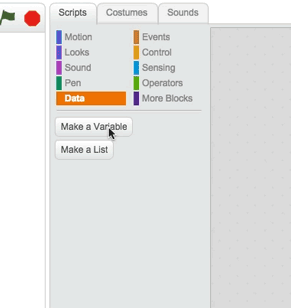 Scripts Costumes Sounds
Motion Events
Looks Control
Sound Sensing
Pen Operators
Data More Blocks
Make a Variable
Make a List